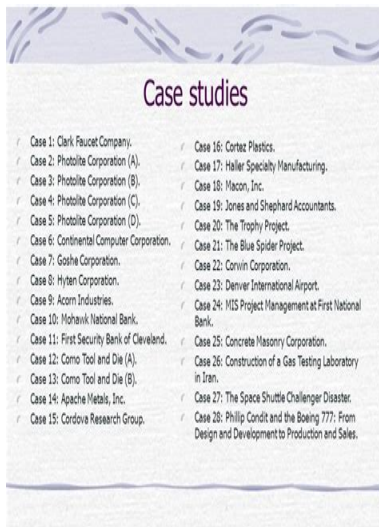 Case studies
Case 1: Clark Faucet Company.
Case 2: Photolite Corporation (A).
Case 3: Photolite Corporation (B).
Case 4: Photolite Corporation (C).
Case 5: Photolite Corporation (D).
Case 6: Continental Computer Corporation.
Case 7: Goshe Corporation.
Case 8: Hyten Corporation.
Case 9: Acorn Industries.
Case 10: Mohawk National Bank.
Case 11: First Security Bank of Cleveland.
Case 12: Como Tool and Die (A).
Case 13: Como Tool and Die (B).
Case 14: Apache Metals, Inc.
Case 15: Cordova Research Group.
Case 16: Cortez Plastics.
Case 17: Haller Specialty Manufacturing.
Case 18: Macon, Inc.
Case 19: Jones and Shephard Accountants.
Case 20: The Trophy Project.
Case 21: The Blue Spider Project.
Case 22: Corwin Corporation.
Case 23: Denver International Airport.
Case 24: MIS Project Management at First National
Bank.
Case 25: Concrete Masonry Corporation.
Case 26: Construction of a Gas Testing Laboratory
in Iran.
Case 27: The Space Shuttle Challenger Disaster.
Case 28: Phillip Condit and the Boeing 777: From
Design and Development to Production and Sales.